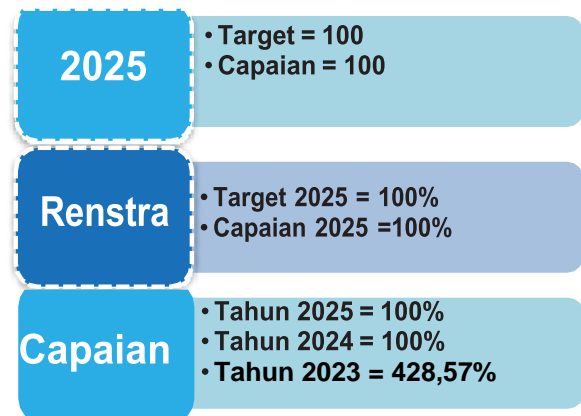 2025
• Target = 100
• Capaian = 100
Renstra
• Target 2025 = 100%
• Capaian 2025 =100%
Capaian
• Tahun 2025 = 100%
• Tahun 2024 = 100%
• Tahun 2023 = 428,57%